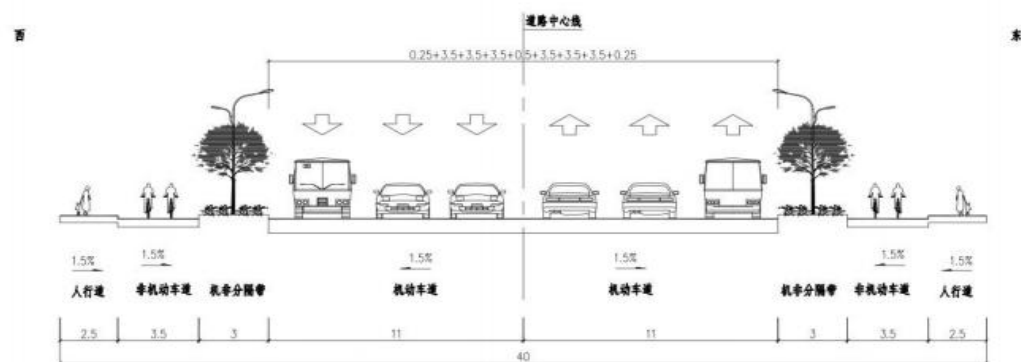 道路中心线
西
东
0.25+3.5+3.5+3.5+0.5+3.5+3.5+3.5+0.25
1.5% 1.5% 1.5% 1.5% 1.5% 1.5%
人行道 非机动车道 机非分隔带 机动车道 机动车道 机非分隔带 非机动车道 人行道
2.5 3.5 3 11 11 3 3.5 2.5
40